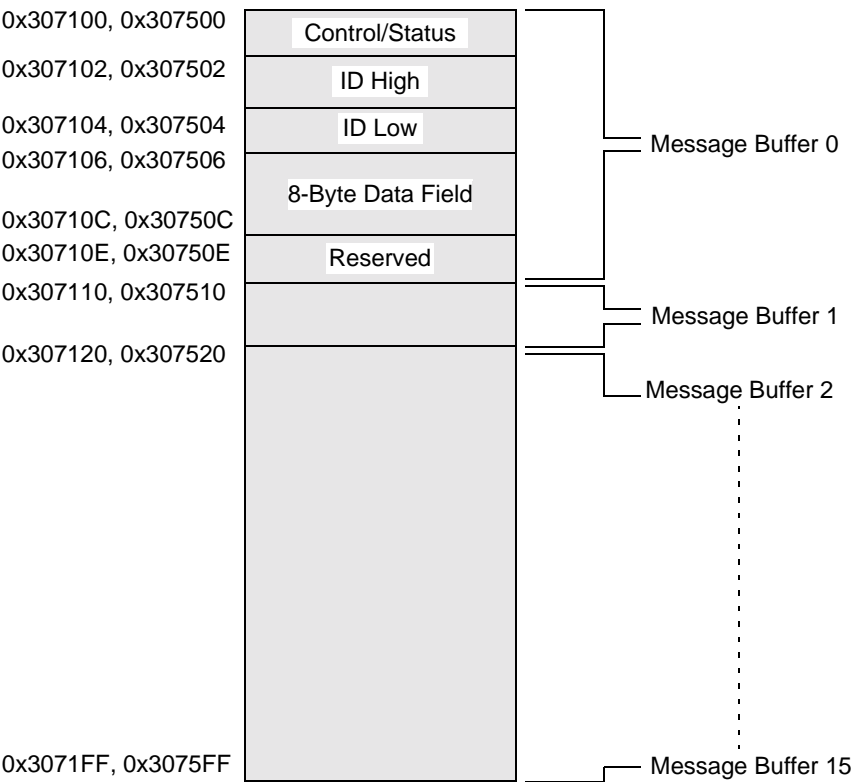 0x307100, 0x307500
Control/Status
0x307102, 0x307502
ID High
0x307104, 0x307504
ID Low
Message Buffer 0
0x307106, 0x307506
8-Byte Data Field
0x30710C, 0x30750C
0x30710E, 0x30750E
Reserved
0x307110, 0x307510
Message Buffer 1
0x307120, 0x307520
Message Buffer 2
0x3071FF, 0x3075FF
Message Buffer 15